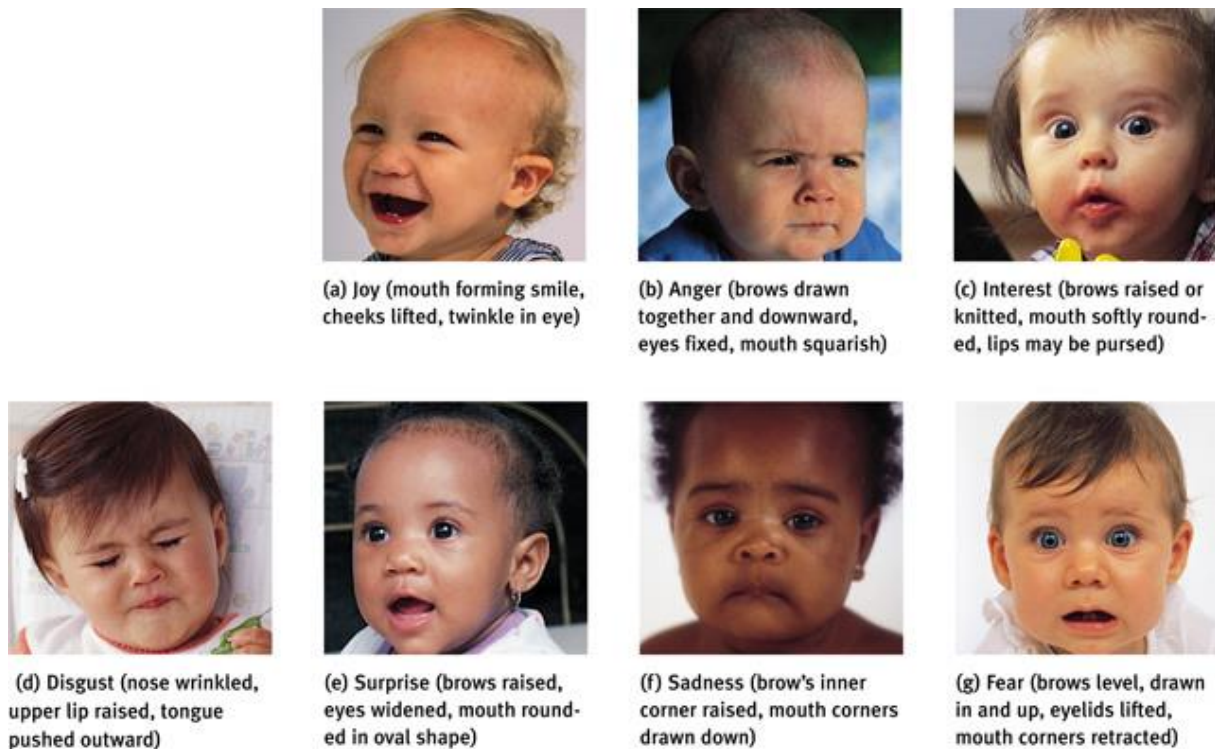 (a) Joy (mouth forming smile,
cheeks lifted, twinkle in eye)
(b) Anger (brows drawn
together and downward,
eyes fixed, mouth squarish)
(c) Interest (brows raised or
knitted, mouth softly round-
ed, lips may be pursed)
(d) Disgust (nose wrinkled,
upper lip raised, tongue
pushed outward)
(e) Surprise (brows raised,
eyes widened, mouth round-
ed in oval shape)
(f) Sadness (brow's inner
corner raised, mouth corners
drawn down)
(g) Fear (brows level, drawn
in and up, eyelids lifted,
mouth corners retracted)